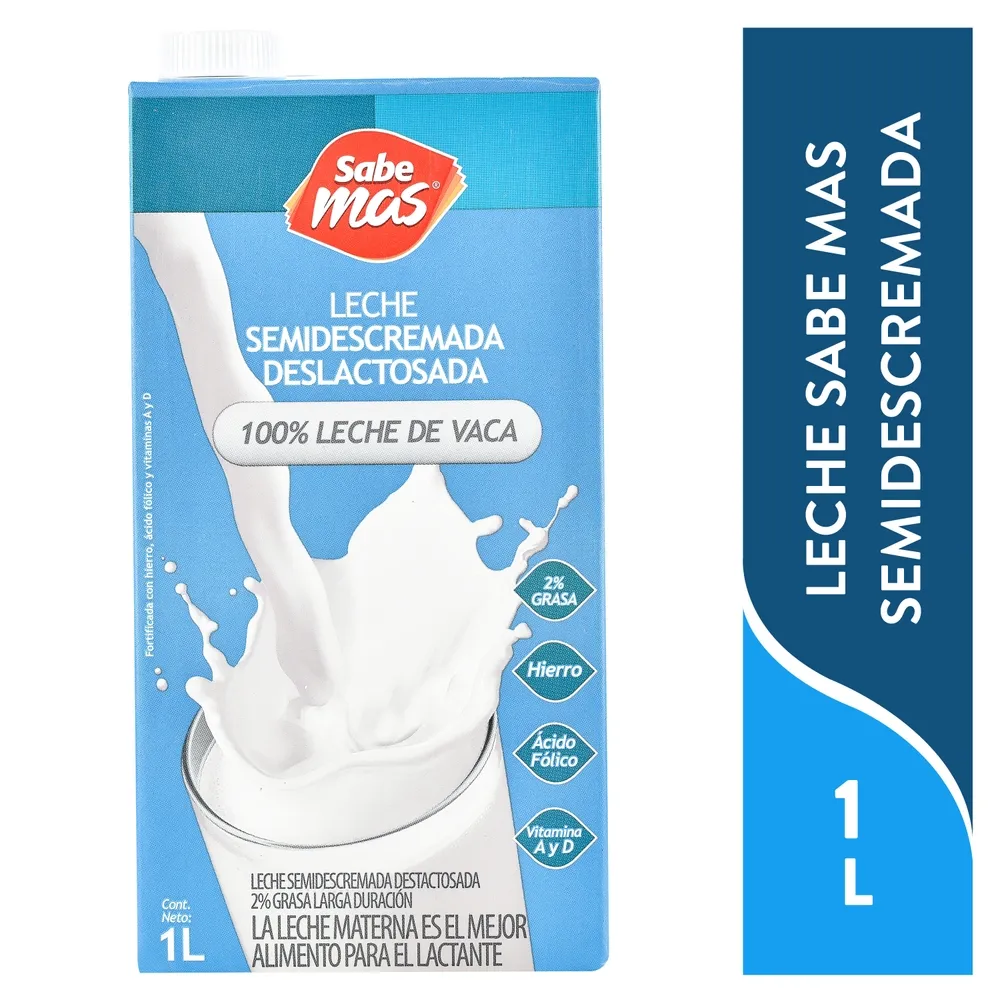 Sabe
mas®
LECHE
SEMIDESCREMADA
DESLACTOSADA
100% LECHE DE VACA
Fortificada con hierro, ácido fólico y vitaminas A y D
2%
GRASA
Hierro
Ácido
Fólico
Vitamina
A y D
LECHE SEMIDESCREMADA DESTACTOSADA
2% GRASA LARGA DURACIÓN
LA LECHE MATERNA ES EL MEJOR
ALIMENTO PARA EL LACTANTE
Cont.
Neto:
1L
LECHE SABE MAS
SEMIDESCREMADA
1
L